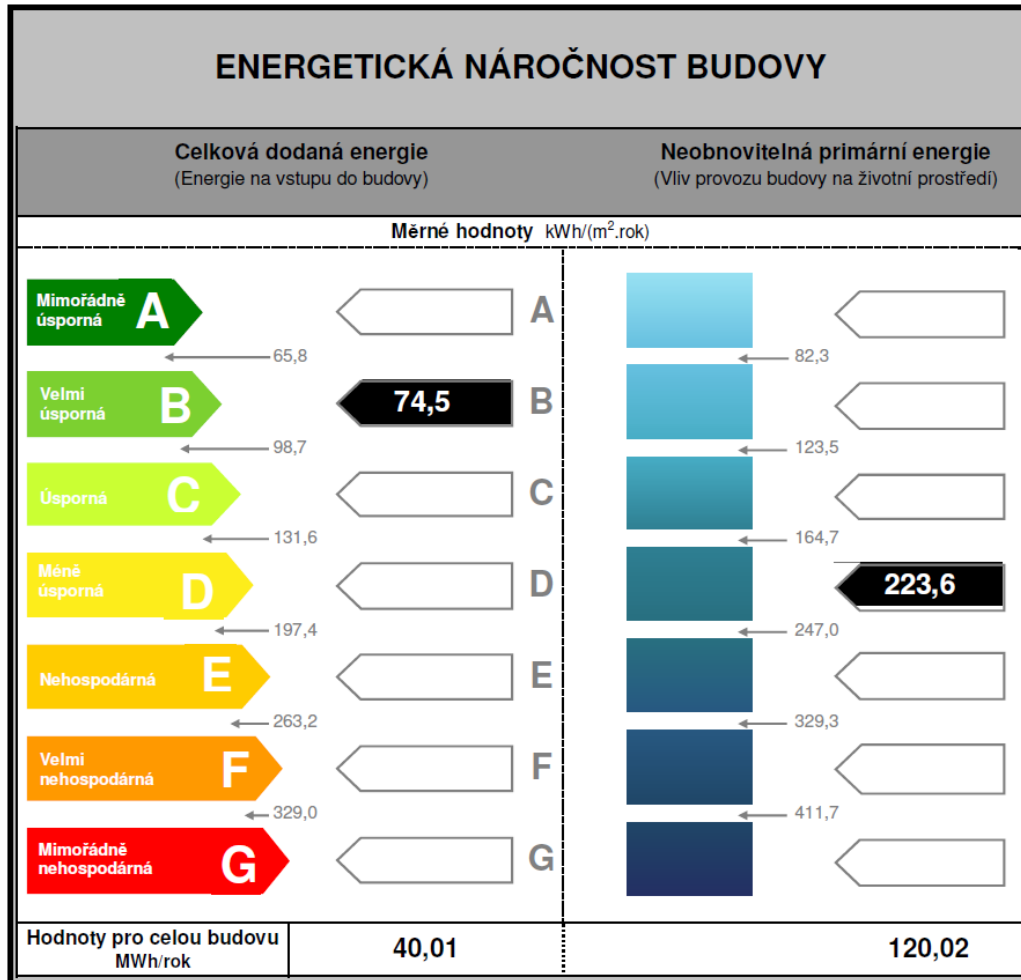 ENERGETICKÁ NÁROČNOST BUDOVY
Celková dodaná energie
(Energie na vstupu do budovy)
Neobnovitelná primární energie
(Vliv provozu budovy na životní prostředí)
Měrné hodnoty kWh/(m².rok)
Mimořádně
úsporná
A
A
65,8
82,3
Velmi
úsporná
B
74,5
B
98,7
123,5
Úsporná
C
C
131,6
164,7
Méně
úsporná
D
D
223,6
197,4
247,0
Nehospodárná
E
E
263,2
329,3
Velmi
nehospodárná
F
F
329,0
411,7
Mimořádně
nehospodárná
G
G
Hodnoty pro celou budovu
MWh/rok
40,01
120,02